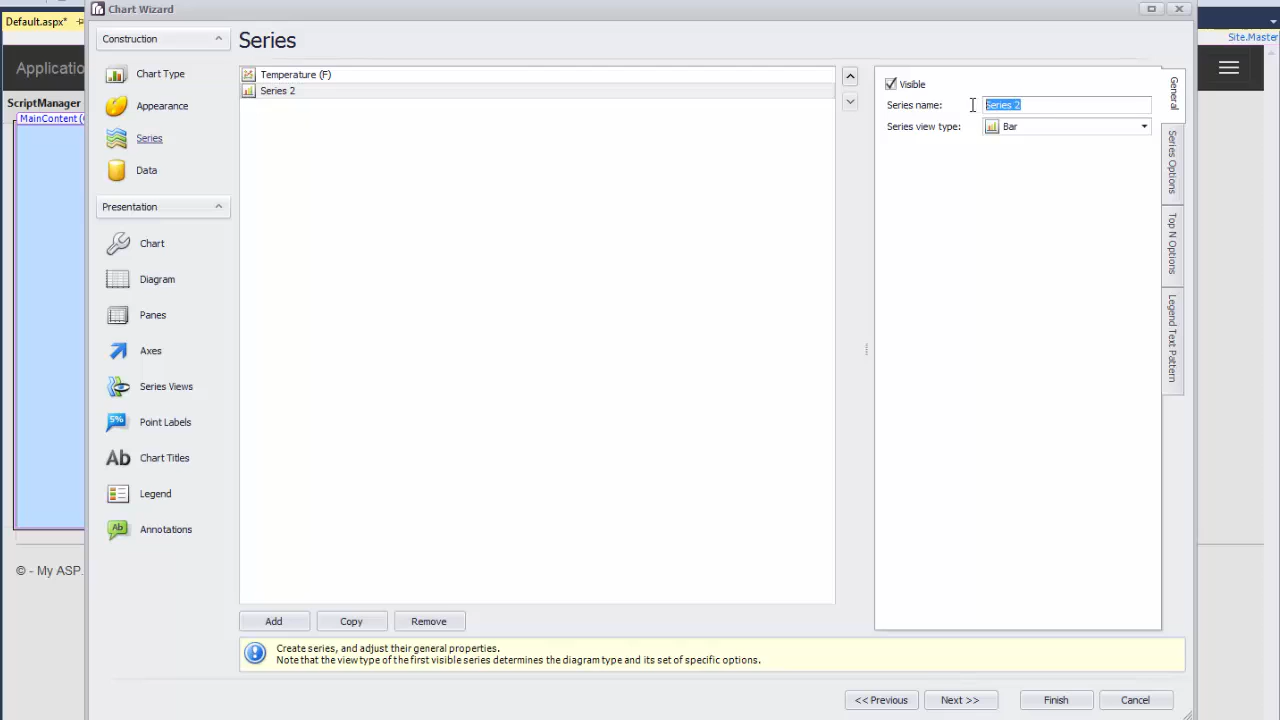 Chart Wizard
Default.aspx*
Site.Master
Applicatio
ScriptManager
MainContent (
© - My ASP.
Construction
Chart Type
Appearance
Series
Data
Presentation
Chart
Diagram
Panes
Axes
Series Views
5%
Point Labels
Ab
Chart Titles
Legend
Ab
Annotations
Series
Temperature (F)
Series 2
Visible
Series name: Series 2
Series view type: Bar
General
Series Options
Top N Options
Legend Text Pattern
Add
Copy
Remove
Create series, and adjust their general properties.
Note that the view type of the first visible series determines the diagram type and its set of specific options.
<< Previous
Next >>
Finish
Cancel